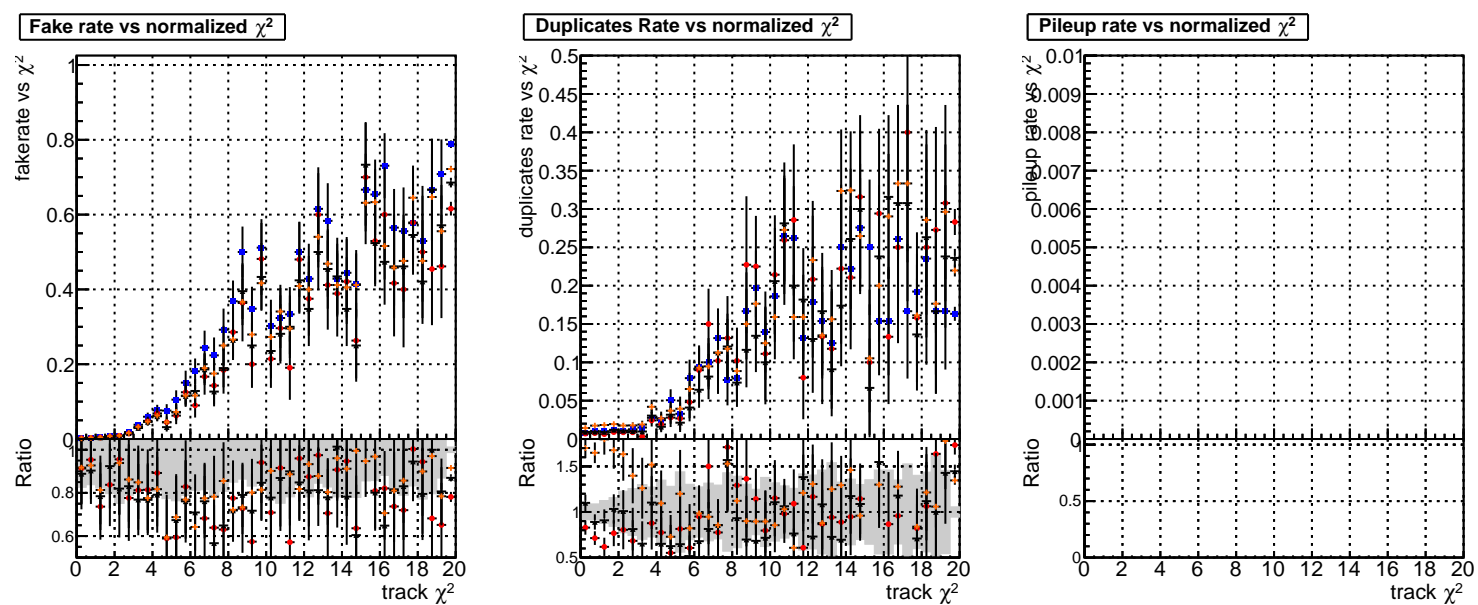 Fake rate vs normalized χ²
fakerate vs χ²
1
0.8
0.6
0.4
0.2
0
Ratio
1
0.8
0.6
0 2 4 6 8 10 12 14 16 18 20
track χ²
Duplicates Rate vs normalized χ²
duplicates rate vs χ²
0.5
0.45
0.4
0.35
0.3
0.25
0.2
0.15
0.1
0.05
0
Ratio
1.5
1
0.5
0 2 4 6 8 10 12 14 16 18 20
track χ²
Pileup rate vs normalized χ²
pileup rate vs χ²
0.01
0.009
0.008
0.007
0.006
0.005
0.004
0.003
0.002
0.001
0
Ratio
1
0.5
0
0 2 4 6 8 10 12 14 16 18 20
track χ²